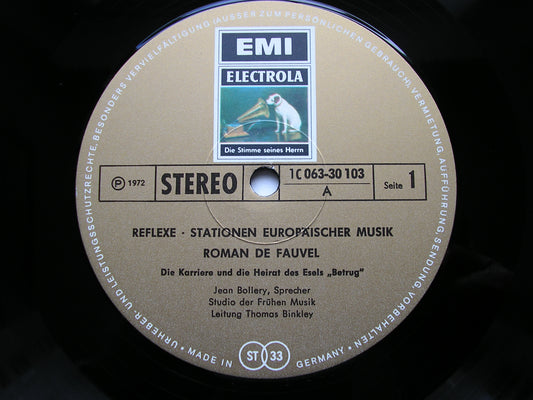 EMI
ELECTROLA
Die Stimme seines Herrn
Ⓟ 1972
STEREO
1C 063-30 103
A
Seite 1
REFLEXE · STATIONEN EUROPÄISCHER MUSIK
ROMAN DE FAUVEL
Die Karriere und die Heirat des Esels „Betrug“
Jean Bollery, Sprecher
Studio der Frühen Musik
Leitung Thomas Binkley
URHEBER- UND LEISTUNGSSCHUTZRECHTE, BESONDERS VERVIELFÄLTIGUNG (AUSSER ZUM PERSÖNLICHEN GEBRAUCH), VERMIETUNG, AUFFÜHRUNG, SENDUNG, VORBEHALTEN ·
MADE IN ST 33 GERMANY